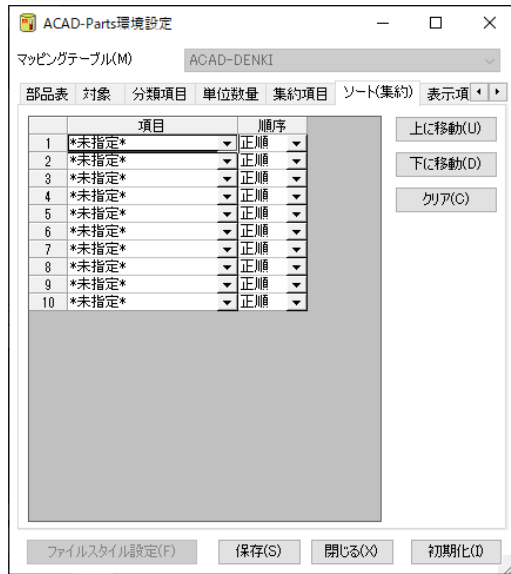 ACAD-Parts環境設定
マッピングテーブル(M) ACAD-DENKI
部品表 対象 分類項目 単位数量 集約項目 ソート(集約) 表示項
項目 順序
1 *未指定* 正順
2 *未指定* 正順
3 *未指定* 正順
4 *未指定* 正順
5 *未指定* 正順
6 *未指定* 正順
7 *未指定* 正順
8 *未指定* 正順
9 *未指定* 正順
10 *未指定* 正順
上に移動(U)
下に移動(D)
クリア(C)
ファイルスタイル設定(F) 保存(S) 閉じる(X) 初期化(I)